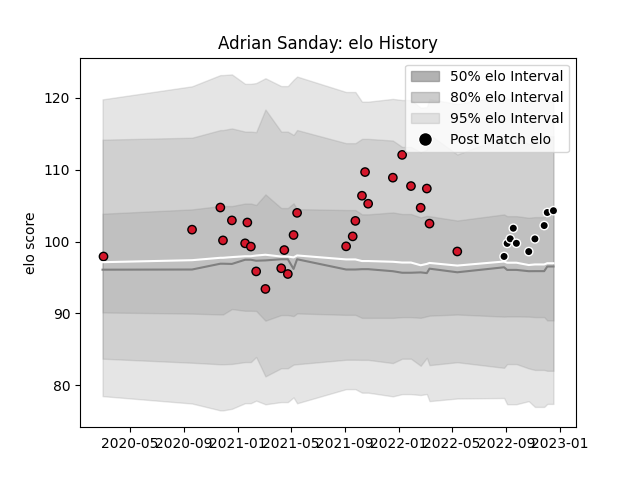 Adrian Sanday: elo History
50% elo Interval
80% elo Interval
95% elo Interval
Post Match elo
elo score
120
110
100
90
80
2020-05 2020-09 2021-01 2021-05 2021-09 2022-01 2022-05 2022-09 2023-01